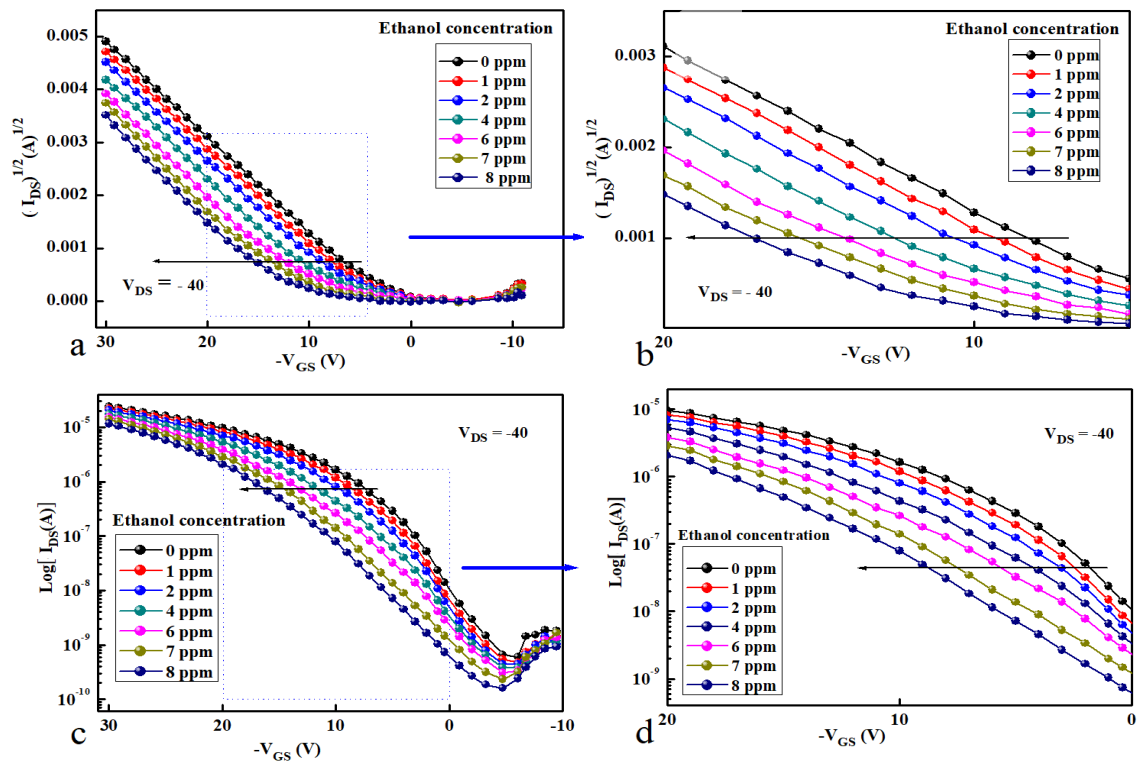 Ethanol concentration
0 ppm
1 ppm
2 ppm
4 ppm
6 ppm
7 ppm
8 ppm
0.005
0.004
0.003
0.002
0.001
0.000
( I_DS)^1/2 (A)^1/2
V_DS = - 40
a
30
20
10
0
-10
-V_GS (V)
Ethanol concentration
0 ppm
1 ppm
2 ppm
4 ppm
6 ppm
7 ppm
8 ppm
0.003
0.002
0.001
( I_DS)^1/2 (A)^1/2
V_DS = - 40
b
20
10
-V_GS (V)
V_DS = -40
10^-5
10^-6
10^-7
10^-8
10^-9
10^-10
Log[ I_DS(A)]
Ethanol concentration
0 ppm
1 ppm
2 ppm
4 ppm
6 ppm
7 ppm
8 ppm
c
30
20
10
0
-10
-V_GS (V)
V_DS = -40
10^-5
10^-6
10^-7
10^-8
10^-9
Log[ I_DS(A)]
Ethanol concentration
0 ppm
1 ppm
2 ppm
4 ppm
6 ppm
7 ppm
8 ppm
d
20
10
0
-V_GS (V)